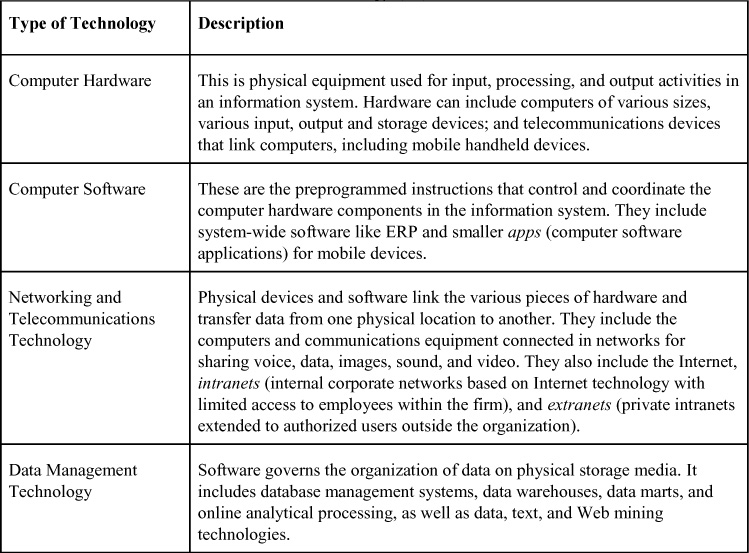 Type of Technology
Description
Computer Hardware
This is physical equipment used for input, processing, and output activities in
an information system. Hardware can include computers of various sizes,
various input, output and storage devices; and telecommunications devices
that link computers, including mobile handheld devices.
Computer Software
These are the preprogrammed instructions that control and coordinate the
computer hardware components in the information system. They include
system-wide software like ERP and smaller apps (computer software
applications) for mobile devices.
Networking and
Telecommunications
Technology
Physical devices and software link the various pieces of hardware and
transfer data from one physical location to another. They include the
computers and communications equipment connected in networks for
sharing voice, data, images, sound, and video. They also include the Internet,
intranets (internal corporate networks based on Internet technology with
limited access to employees within the firm), and extranets (private intranets
extended to authorized users outside the organization).
Data Management
Technology
Software governs the organization of data on physical storage media. It
includes database management systems, data warehouses, data marts, and
online analytical processing, as well as data, text, and Web mining
technologies.